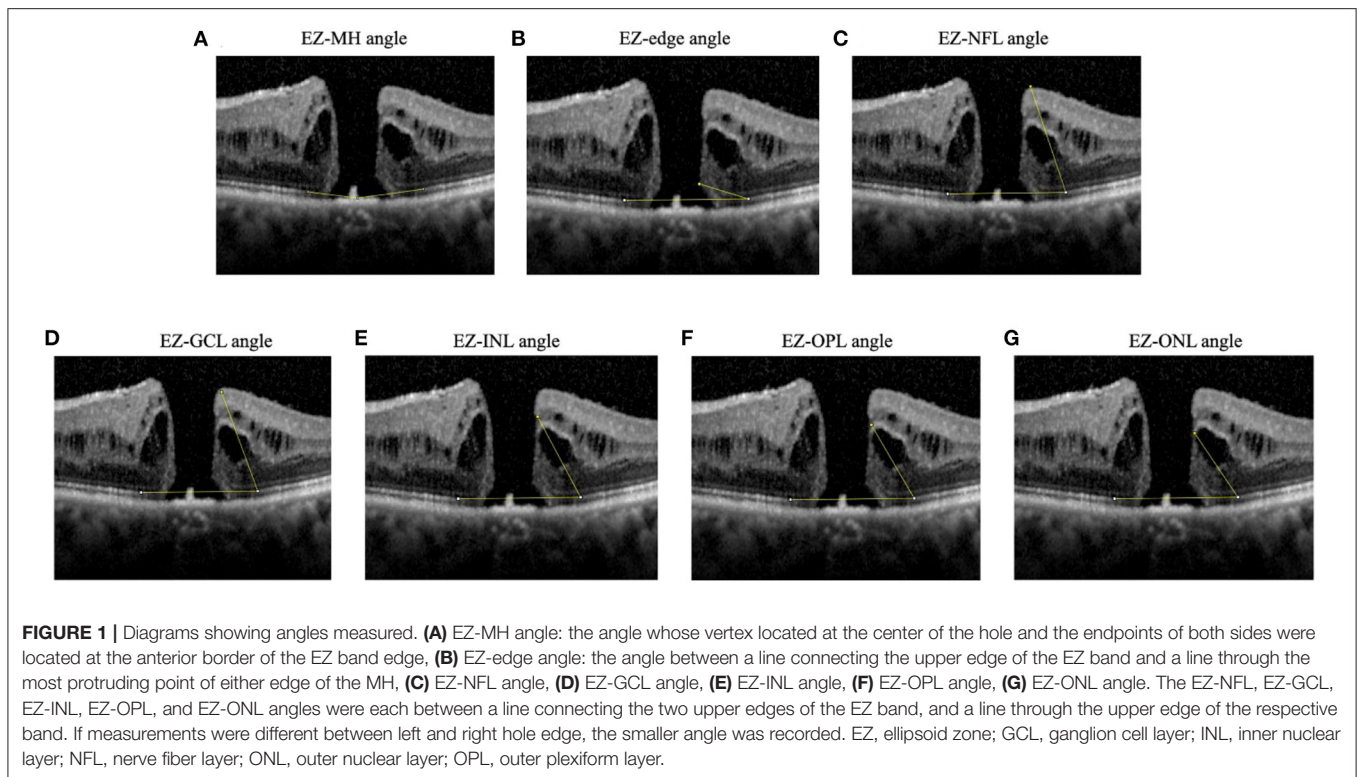 A EZ-MH angle B EZ-edge angle C EZ-NFL angle
D EZ-GCL angle E EZ-INL angle F EZ-OPL angle G EZ-ONL angle
FIGURE 1 | Diagrams showing angles measured. (A) EZ-MH angle: the angle whose vertex located at the center of the hole and the endpoints of both sides were
located at the anterior border of the EZ band edge, (B) EZ-edge angle: the angle between a line connecting the upper edge of the EZ band and a line through the
most protruding point of either edge of the MH, (C) EZ-NFL angle, (D) EZ-GCL angle, (E) EZ-INL angle, (F) EZ-OPL angle, (G) EZ-ONL angle. The EZ-NFL, EZ-GCL,
EZ-INL, EZ-OPL, and EZ-ONL angles were each between a line connecting the two upper edges of the EZ band, and a line through the upper edge of the respective
band. If measurements were different between left and right hole edge, the smaller angle was recorded. EZ, ellipsoid zone; GCL, ganglion cell layer; INL, inner nuclear
layer; NFL, nerve fiber layer; ONL, outer nuclear layer; OPL, outer plexiform layer.